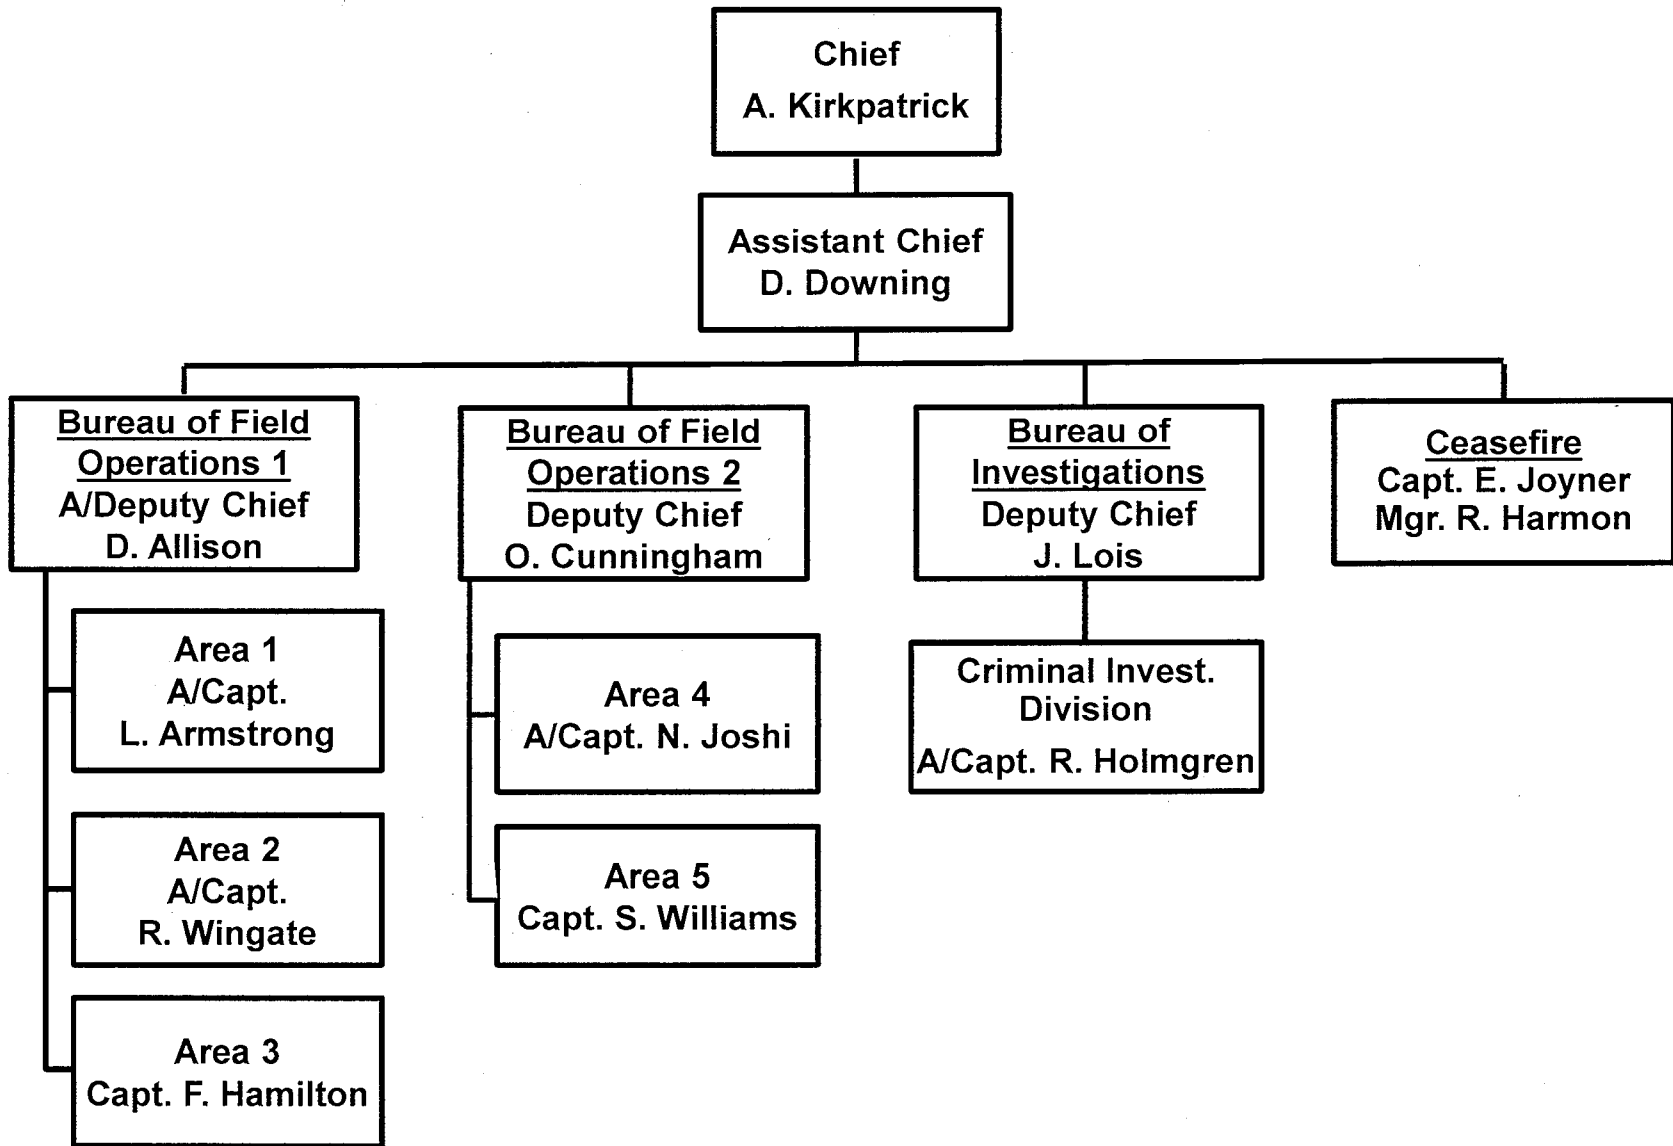 Chief
A. Kirkpatrick
Assistant Chief
D. Downing
Bureau of Field
Operations 1
A/Deputy Chief
D. Allison
Bureau of Field
Operations 2
Deputy Chief
O. Cunningham
Bureau of
Investigations
Deputy Chief
J. Lois
Ceasefire
Capt. E. Joyner
Mgr. R. Harmon
Area 1
A/Capt.
L. Armstrong
Area 2
A/Capt.
R. Wingate
Area 3
Capt. F. Hamilton
Area 4
A/Capt. N. Joshi
Area 5
Capt. S. Williams
Criminal Invest.
Division
A/Capt. R. Holmgren